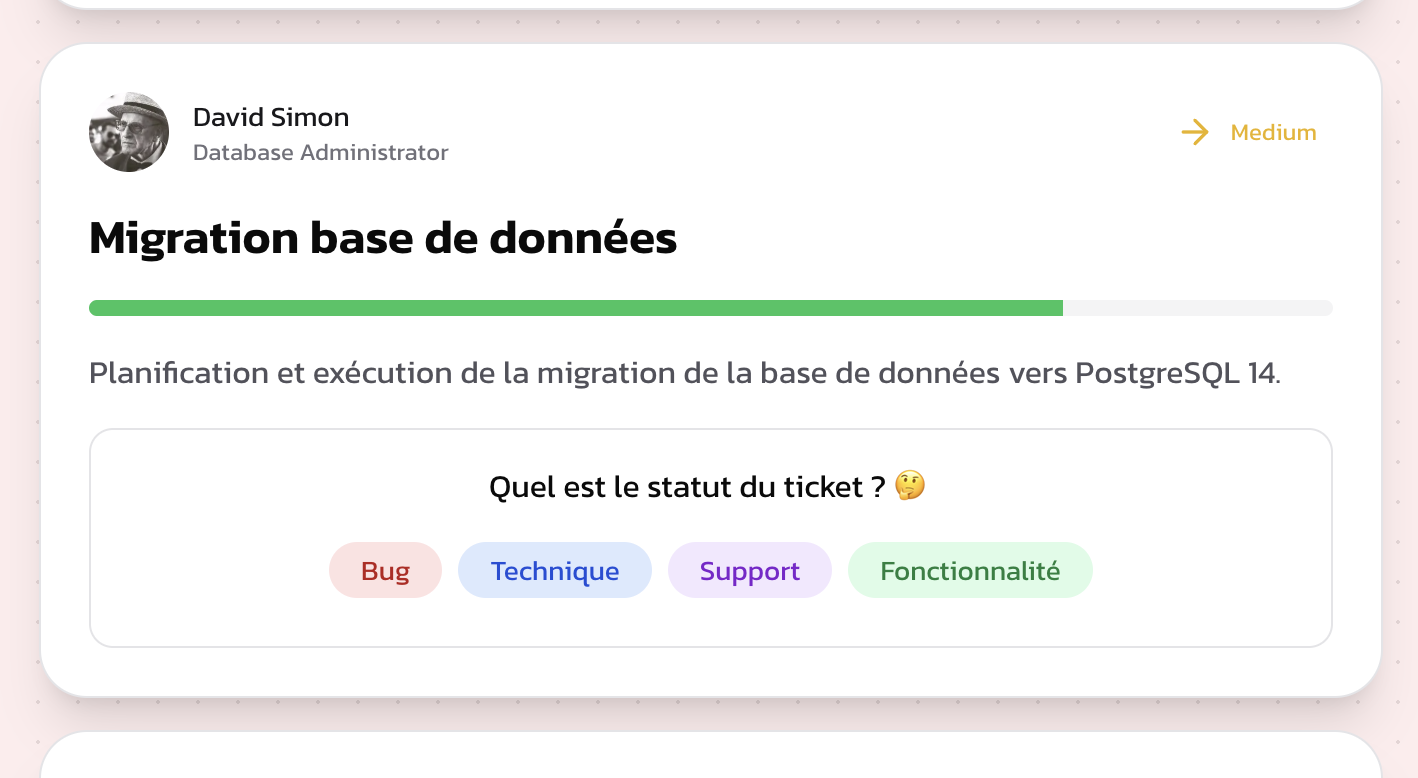 David Simon
Database Administrator
Medium
Migration base de données
Planification et exécution de la migration de la base de données vers PostgreSQL 14.
Quel est le statut du ticket ? 🤔
Bug
Technique
Support
Fonctionnalité